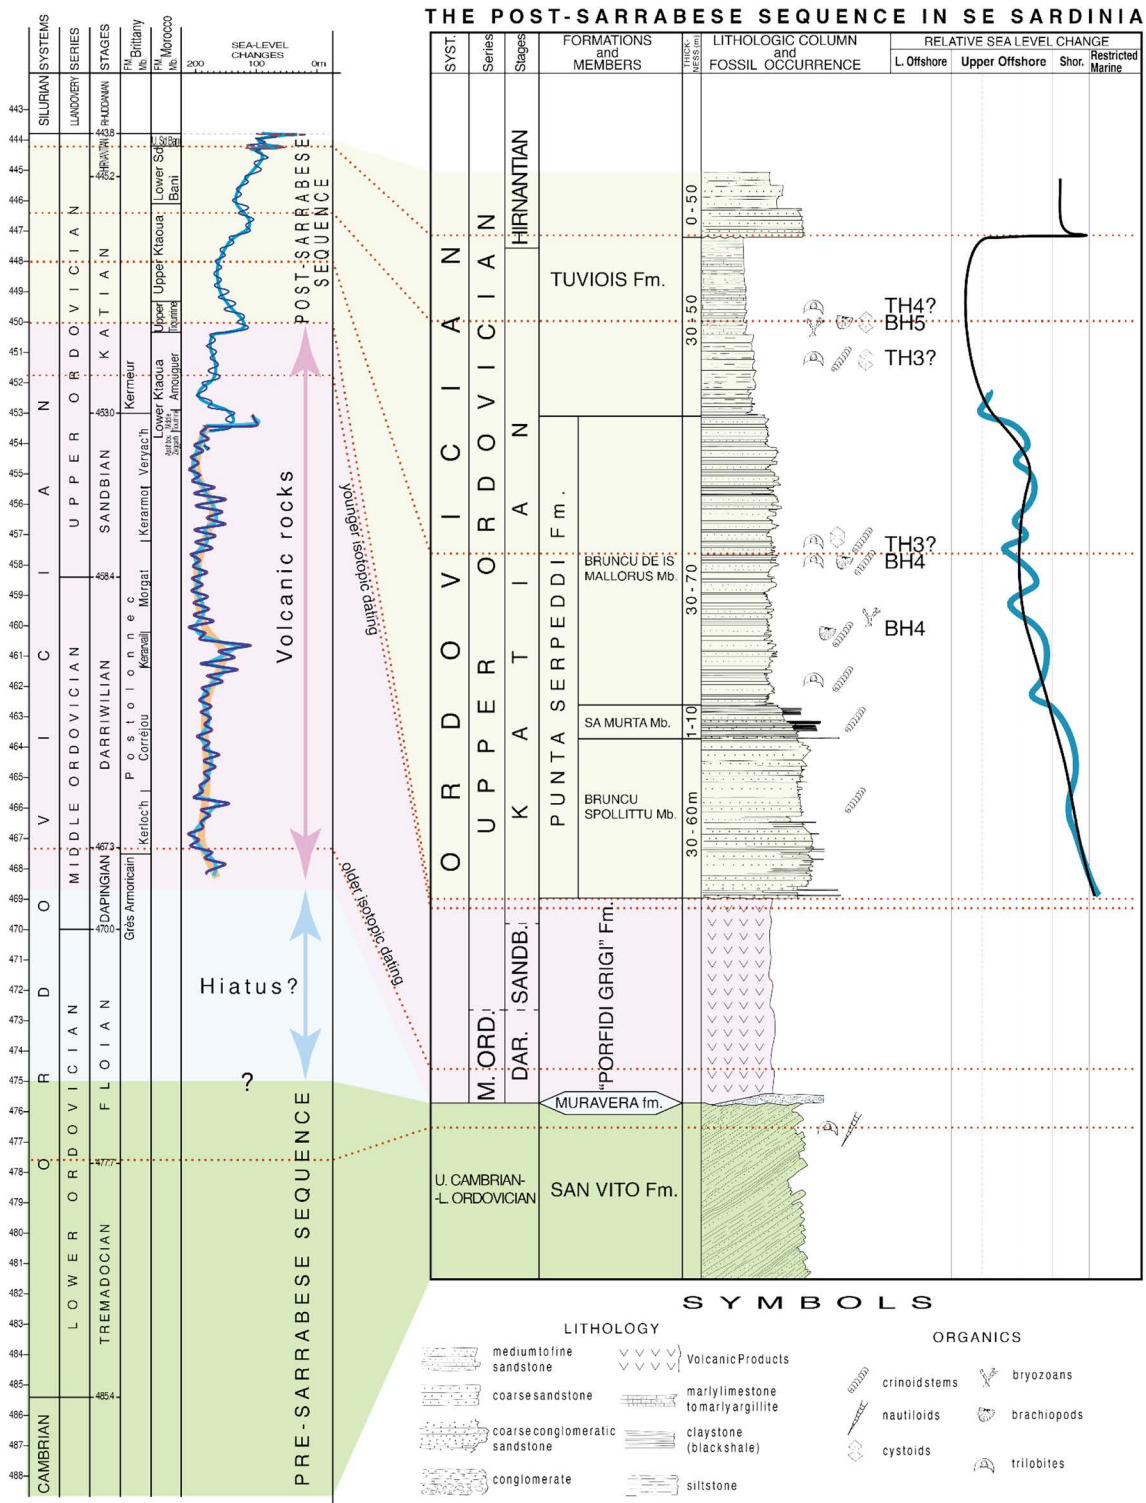 THE POST-SARRABESE SEQUENCE IN SE SARDINIA
SYSTEMS
SERIES
STAGES
FM. Brittany
Mb.
FM. Morocco
Mb.
SEA-LEVEL
CHANGES
200 100 0m
SILURIAN
LLANDOVERY
RHUDDANIAN
ORDOVICIAN
CAMBRIAN
UPPER ORDOVICIAN
MIDDLE ORDOVICIAN
LOWER ORDOVICIAN
KATIAN
SANDBIAN
DARRIWILIAN
DAPINGIAN
FLOIAN
TREMADOCIAN
443
444
445
446
447
448
449
450
451
452
453
454
455
456
457
458
459
460
461
462
463
464
465
466
467
468
469
470
471
472
473
474
475
476
477
478
479
480
481
482
483
484
485
486
487
488
443.8
445.2
453.0
458.4
467.3
470.0
477.7
485.4
Kermeur
Veryac'h
Kerarmor
Morgat
Kerarvail
Postolonnec
Corréjou
Kerloc'h
Grès Armoricain
Lower Sd
Bani
Upper Ktaoua
Upper
Tiouririne
Lower Ktaoua
Amouguer
POST-SARRABESE
SEQUENCE
Volcanic rocks
Hiatus?
?
PRE-SARRABESE SEQUENCE
younger isotopic dating
older isotopic dating
SYST.
Series
Stages
FORMATIONS
and
MEMBERS
THICK-
NESS (m)
LITHOLOGIC COLUMN
and
FOSSIL OCCURRENCE
RELATIVE SEA LEVEL CHANGE
L. Offshore
Upper Offshore
Shor.
Restricted
Marine
ORDOVICIAN
UPPER ORDOVICIAN
HIRNANTIAN
KATIAN
M. ORD.
DAR.
SANDB.
U. CAMBRIAN-
-L. ORDOVICIAN
TUVIOIS Fm.
PUNTA SERPEDDI Fm.
BRUNCU DE IS
MALLORUS Mb.
SA MURTA Mb.
BRUNCU
SPOLLITTU Mb.
"PORFIDI GRIGI" Fm.
MURAVERA fm.
SAN VITO Fm.
0-50
30-50
30-70
1-10
30-60m
TH4?
BH5
TH3?
TH3?
BH4
BH4
SYMBOLS
LITHOLOGY
medium to fine
sandstone
coarse sandstone
coarse conglomeratic
sandstone
conglomerate
Volcanic Products
marly limestone
to marly argillite
claystone
(black shale)
siltstone
ORGANICS
crinoid stems
nautiloids
cystoids
bryozoans
brachiopods
trilobites